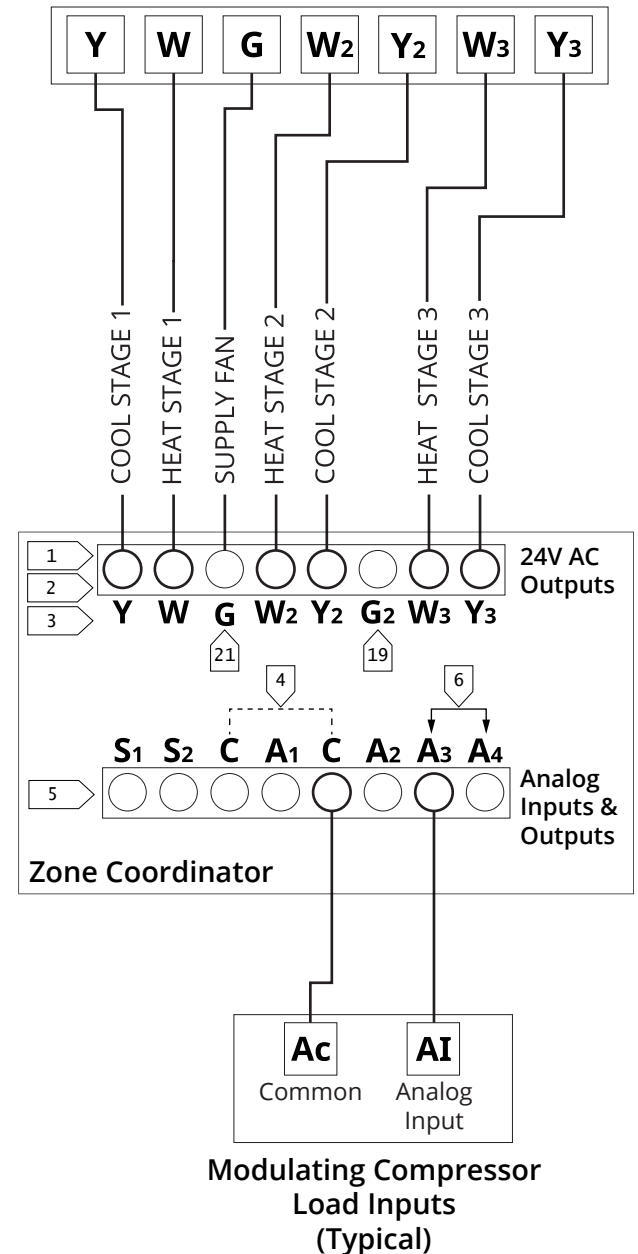 Y W G W2 Y2 W3 Y3
COOL STAGE 1
HEAT STAGE 1
SUPPLY FAN
HEAT STAGE 2
COOL STAGE 2
HEAT STAGE 3
COOL STAGE 3
1
2
3
24V AC
Outputs
Y W G W2 Y2 G2 W3 Y3
21 19
4 6
S1 S2 C A1 C A2 A3 A4
5
Analog
Inputs &
Outputs
Zone Coordinator
Ac AI
Common
Analog
Input
Modulating Compressor
Load Inputs
(Typical)